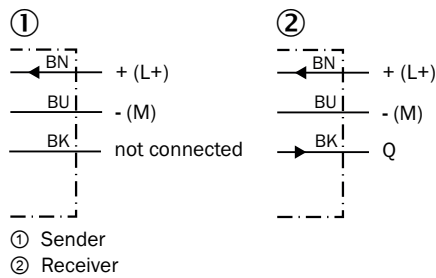 ① ②
BN + (L+) BN + (L+)
BU - (M) BU - (M)
BK not connected BK Q
① Sender
② Receiver